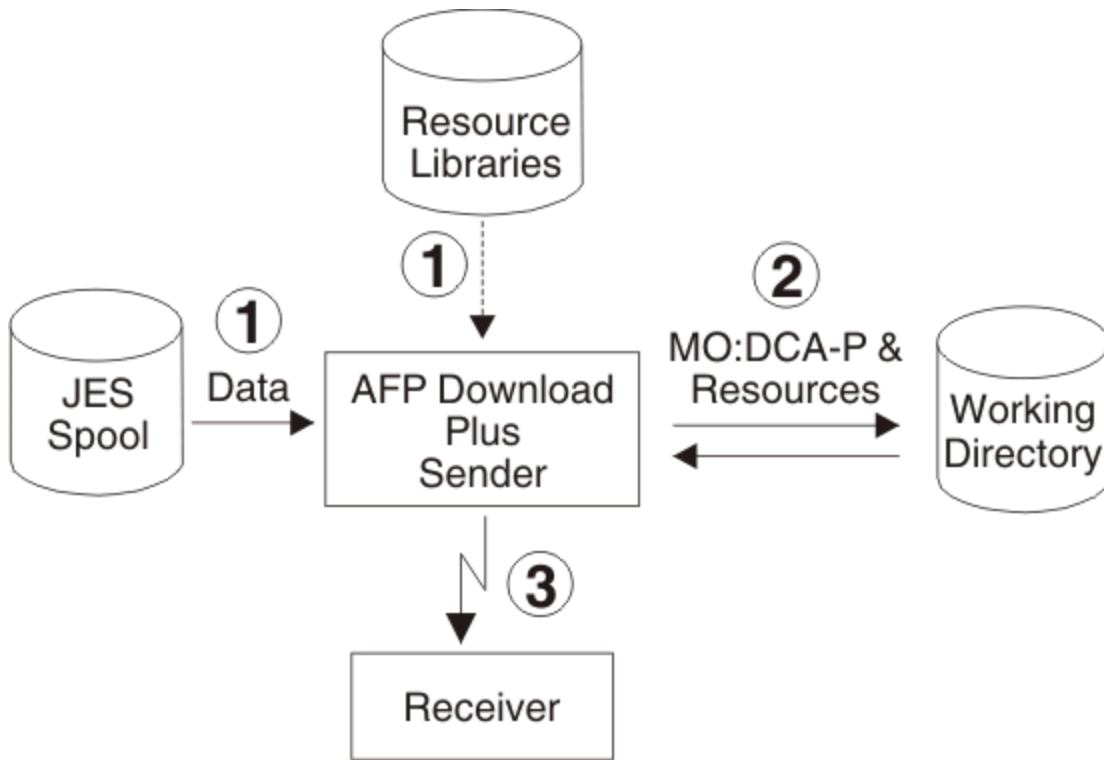 Resource
Libraries
1
2
1
MO:DCA-P &
Resources
JES
Spool
Data
AFP Download
Plus
Sender
Working
Directory
3
Receiver